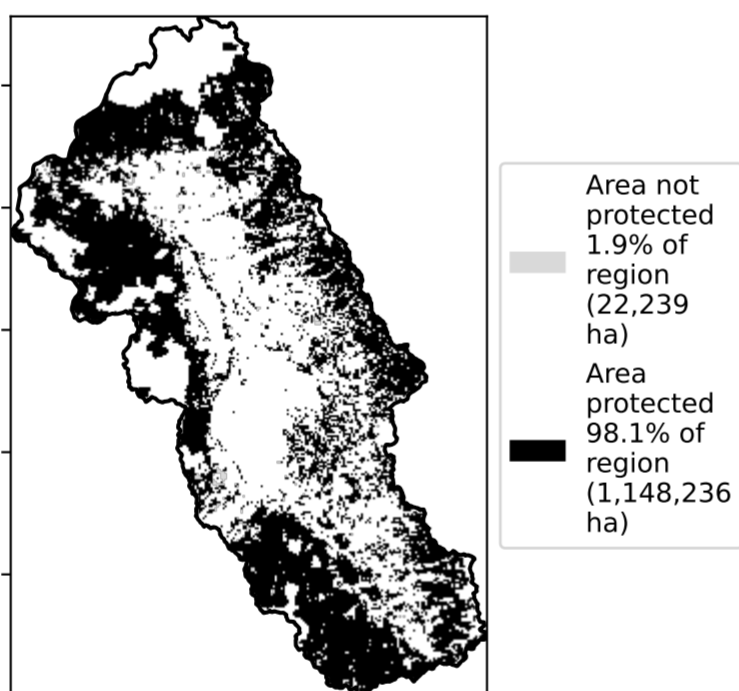 Area not
protected
1.9% of
region
(22,239
ha)
Area
protected
98.1% of
region
(1,148,236
ha)